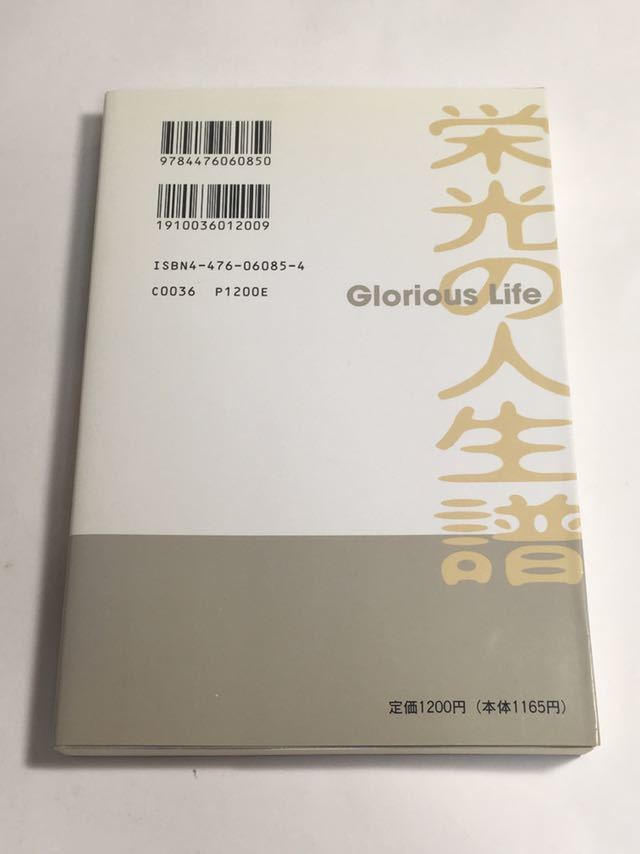 9784476060850
1910036012009
ISBN4-476-06085-4
C0036 P1200E
栄光の人生譜
Glorious Life
定価1200円（本体1165円）